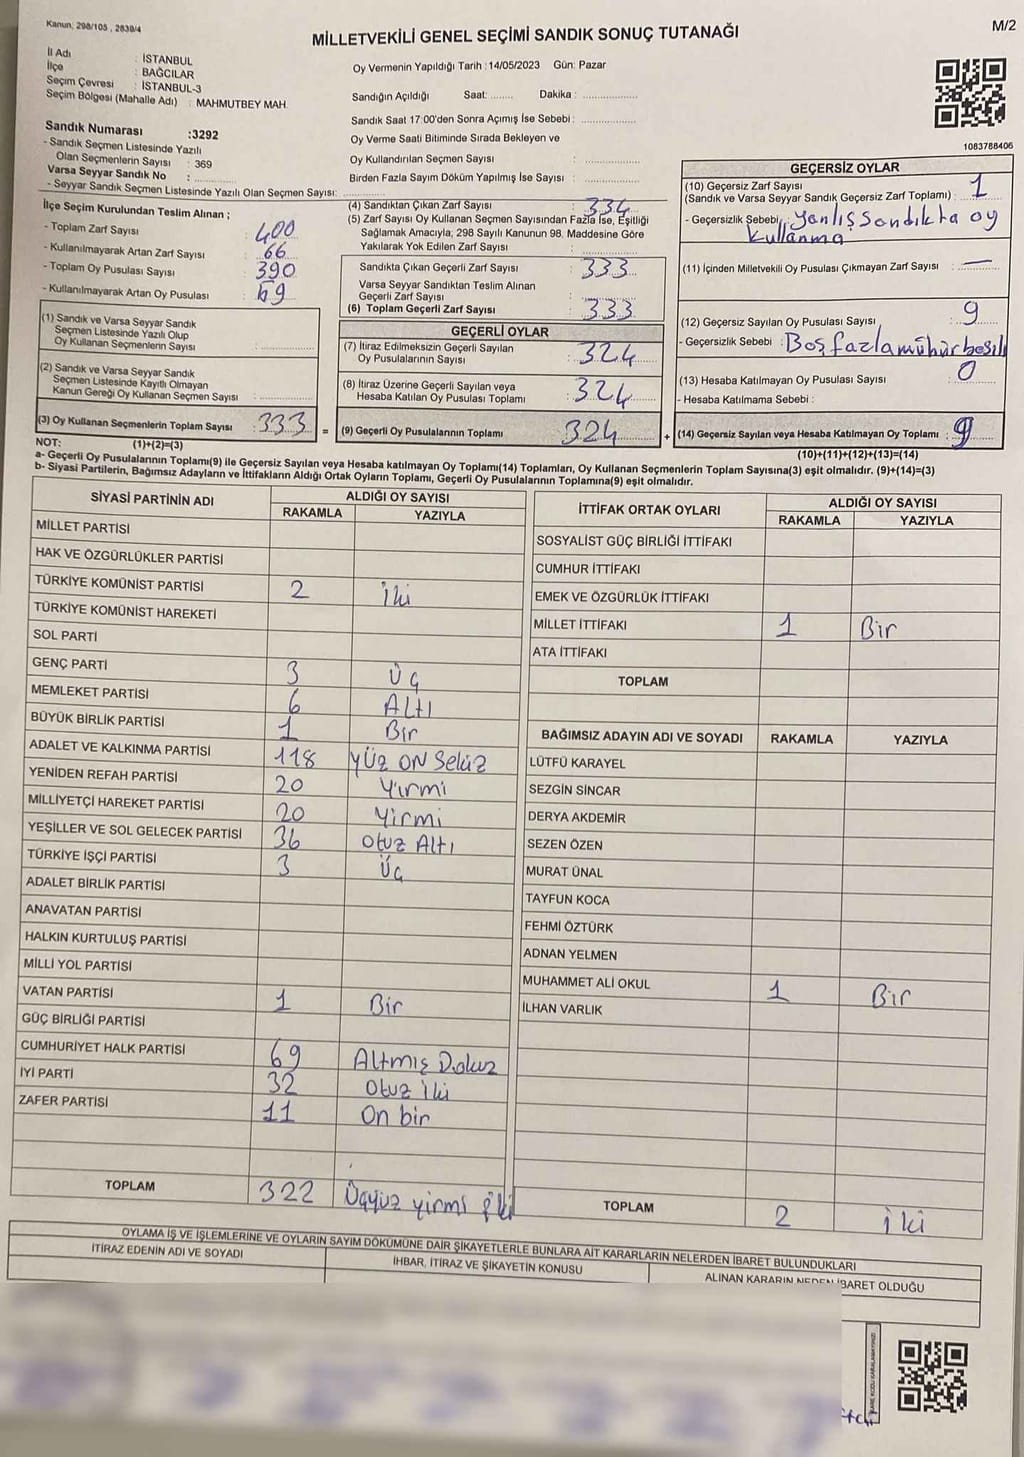 Kanun; 298/105 , 2839/4
M/2
MİLLETVEKİLİ GENEL SEÇİMİ SANDIK SONUÇ TUTANAĞI
İl Adı : İSTANBUL
İlçe : BAĞCILAR
Seçim Çevresi : İSTANBUL-3
Seçim Bölgesi (Mahalle Adı) : MAHMUTBEY MAH.
Sandık Numarası :3292
- Sandık Seçmen Listesinde Yazılı
Olan Seçmenlerin Sayısı : 369
Varsa Seyyar Sandık No :
- Seyyar Sandık Seçmen Listesinde Yazılı Olan Seçmen Sayısı:
Oy Vermenin Yapıldığı Tarih :14/05/2023 Gün: Pazar
Sandığın Açıldığı Saat: Dakika :
Sandık Saat 17:00'den Sonra Açımış İse Sebebi :
Oy Verme Saati Bitiminde Sırada Bekleyen ve
Oy Kullandırılan Seçmen Sayısı :
Birden Fazla Sayım Döküm Yapılmış İse Sayısı :
1083788406
İlçe Seçim Kurulundan Teslim Alınan ;
- Toplam Zarf Sayısı : 400
- Kullanılmayarak Artan Zarf Sayısı : 66
- Toplam Oy Pusulası Sayısı : 390
- Kullanılmayarak Artan Oy Pusulası : 69
(1) Sandık ve Varsa Seyyar Sandık
Seçmen Listesinde Yazılı Olup
Oy Kullanan Seçmenlerin Sayısı :
(2) Sandık ve Varsa Seyyar Sandık
Seçmen Listesinde Kayıtlı Olmayan
Kanun Gereği Oy Kullanan Seçmen Sayısı :
(3) Oy Kullanan Seçmenlerin Toplam Sayısı : 333 =
(4) Sandıktan Çıkan Zarf Sayısı : 334
(5) Zarf Sayısı Oy Kullanan Seçmen Sayısından Fazla İse, Eşitliği
Sağlamak Amacıyla, 298 Sayılı Kanunun 98. Maddesine Göre
Yakılarak Yok Edilen Zarf Sayısı :
Sandıkta Çıkan Geçerli Zarf Sayısı : 333
Varsa Seyyar Sandıktan Teslim Alınan
Geçerli Zarf Sayısı :
(6) Toplam Geçerli Zarf Sayısı : 333
GEÇERLİ OYLAR
(7) İtiraz Edilmeksizin Geçerli Sayılan
Oy Pusulalarının Sayısı : 324
(8) İtiraz Üzerine Geçerli Sayılan veya
Hesaba Katılan Oy Pusulası Toplamı : 324
(9) Geçerli Oy Pusulalarının Toplamı : 324 +
GEÇERSİZ OYLAR
(10) Geçersiz Zarf Sayısı
(Sandık ve Varsa Seyyar Sandık Geçersiz Zarf Toplamı) : 1
- Geçersizlik Sebebi : Yanlış sandıkta oy
kullanma
(11) İçinden Milletvekili Oy Pusulası Çıkmayan Zarf Sayısı : —
(12) Geçersiz Sayılan Oy Pusulası Sayısı : 9
- Geçersizlik Sebebi : Boş fazla mühür basılı
(13) Hesaba Katılmayan Oy Pusulası Sayısı : 0
- Hesaba Katılmama Sebebi :
(14) Geçersiz Sayılan veya Hesaba Katılmayan Oy Toplamı : 9
NOT: (1)+(2)=(3)
(10)+(11)+(12)+(13)=(14)
a- Geçerli Oy Pusulalarının Toplamı(9) ile Geçersiz Sayılan veya Hesaba katılmayan Oy Toplamı(14) Toplamları, Oy Kullanan Seçmenlerin Toplam Sayısına(3) eşit olmalıdır. (9)+(14)=(3)
b- Siyasi Partilerin, Bağımsız Adayların ve İttifakların Aldığı Ortak Oyların Toplamı, Geçerli Oy Pusulalarının Toplamına(9) eşit olmalıdır.
SİYASİ PARTİNİN ADI ALDIĞI OY SAYISI
RAKAMLA YAZIYLA
MİLLET PARTİSİ
HAK VE ÖZGÜRLÜKLER PARTİSİ
TÜRKİYE KOMÜNİST PARTİSİ 2 iki
TÜRKİYE KOMÜNİST HAREKETİ
SOL PARTİ
GENÇ PARTİ 3 Üç
MEMLEKET PARTİSİ 6 Altı
BÜYÜK BİRLİK PARTİSİ 1 Bir
ADALET VE KALKINMA PARTİSİ 118 YÜZ ON Sekiz
YENİDEN REFAH PARTİSİ 20 Yirmi
MİLLİYETÇİ HAREKET PARTİSİ 20 Yirmi
YEŞİLLER VE SOL GELECEK PARTİSİ 36 Otuz Altı
TÜRKİYE İŞÇİ PARTİSİ 3 Üç
ADALET BİRLİK PARTİSİ
ANAVATAN PARTİSİ
HALKIN KURTULUŞ PARTİSİ
MİLLİ YOL PARTİSİ
VATAN PARTİSİ 1 Bir
GÜÇ BİRLİĞİ PARTİSİ
CUMHURİYET HALK PARTİSİ 69 Altmış Dokuz
İYİ PARTİ 32 Otuz iki
ZAFER PARTİSİ 11 On bir
TOPLAM 322 Üçyüz yirmi iki
İTTİFAK ORTAK OYLARI ALDIĞI OY SAYISI
RAKAMLA YAZIYLA
SOSYALİST GÜÇ BİRLİĞİ İTTİFAKI
CUMHUR İTTİFAKI
EMEK VE ÖZGÜRLÜK İTTİFAKI
MİLLET İTTİFAKI 1 Bir
ATA İTTİFAKI
TOPLAM
BAĞIMSIZ ADAYIN ADI VE SOYADI RAKAMLA YAZIYLA
LÜTFÜ KARAYEL
SEZGİN SİNCAR
DERYA AKDEMİR
SEZEN ÖZEN
MURAT ÜNAL
TAYFUN KOCA
FEHMİ ÖZTÜRK
ADNAN YELMEN
MUHAMMET ALİ OKUL 1 Bir
İLHAN VARLIK
TOPLAM 2 iki
OYLAMA İŞ VE İŞLEMLERİNE VE OYLARIN SAYIM DÖKÜMÜNE DAİR ŞİKAYETLERLE BUNLARA AİT KARARLARIN NELERDEN İBARET BULUNDUKLARI
İTİRAZ EDENİN ADI VE SOYADI İHBAR, İTİRAZ VE ŞİKAYETİN KONUSU ALINAN KARARIN NEDEN İBARET OLDUĞU